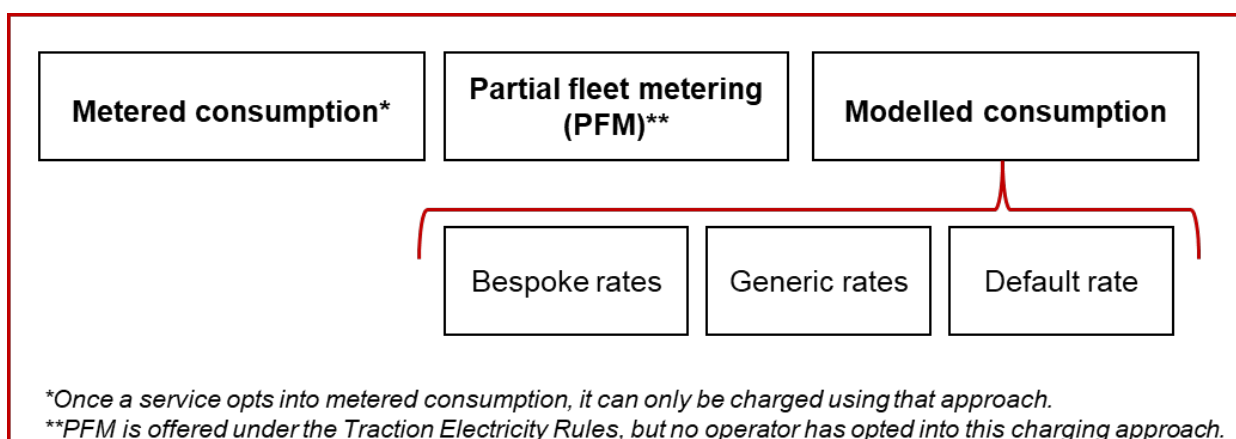 Metered consumption*
Partial fleet metering
(PFM)**
Modelled consumption
Bespoke rates
Generic rates
Default rate
*Once a service opts into metered consumption, it can only be charged using that approach.
**PFM is offered under the Traction Electricity Rules, but no operator has opted into this charging approach.